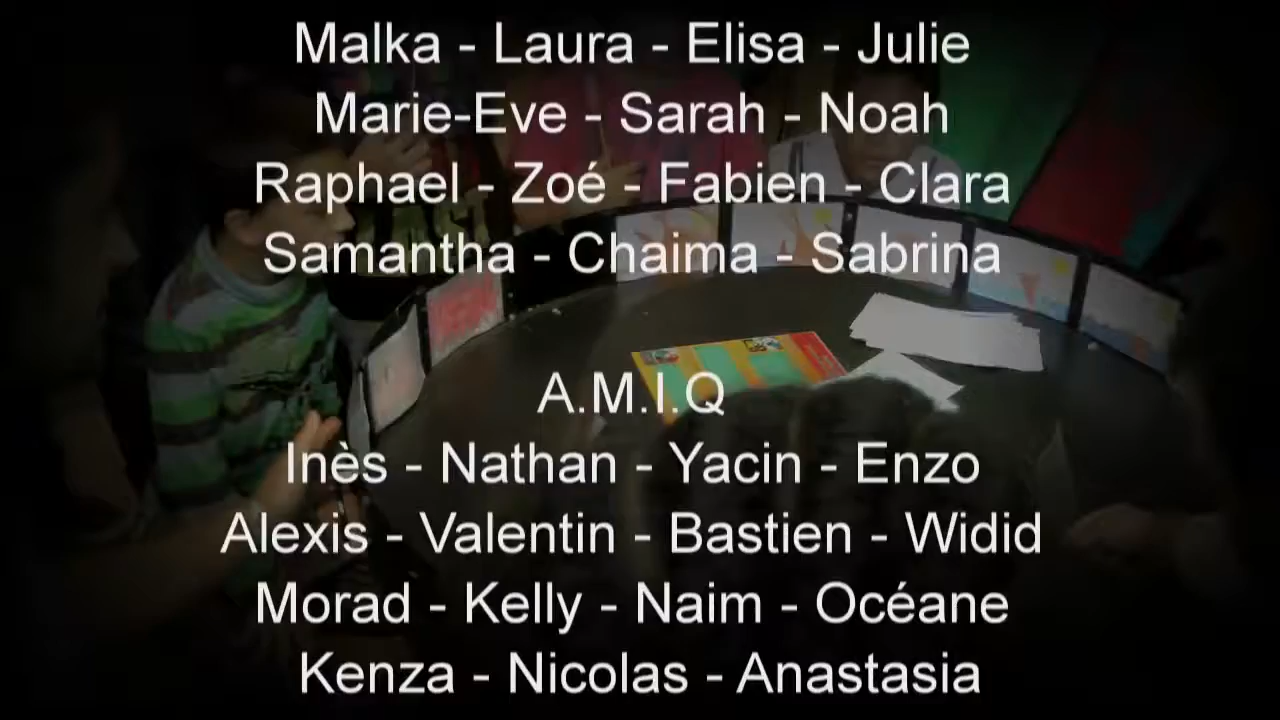 Malka - Laura - Elisa - Julie
Marie-Eve - Sarah - Noah
Raphael - Zoé - Fabien - Clara
Samantha - Chaima - Sabrina
A.M.I.Q
Inès - Nathan - Yacin - Enzo
Alexis - Valentin - Bastien - Widid
Morad - Kelly - Naim - Océane
Kenza - Nicolas - Anastasia